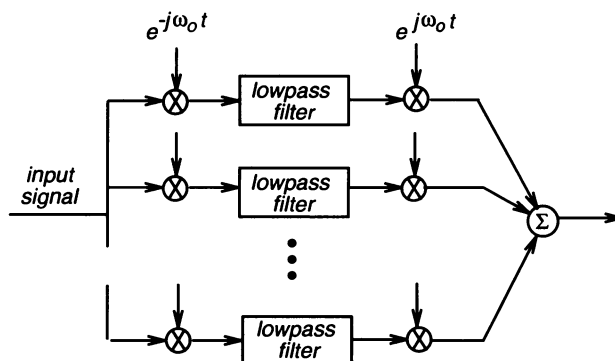 e^{-jω_o t} e^{jω_o t}
X lowpass filter X
input signal
X lowpass filter X
Σ
X lowpass filter X